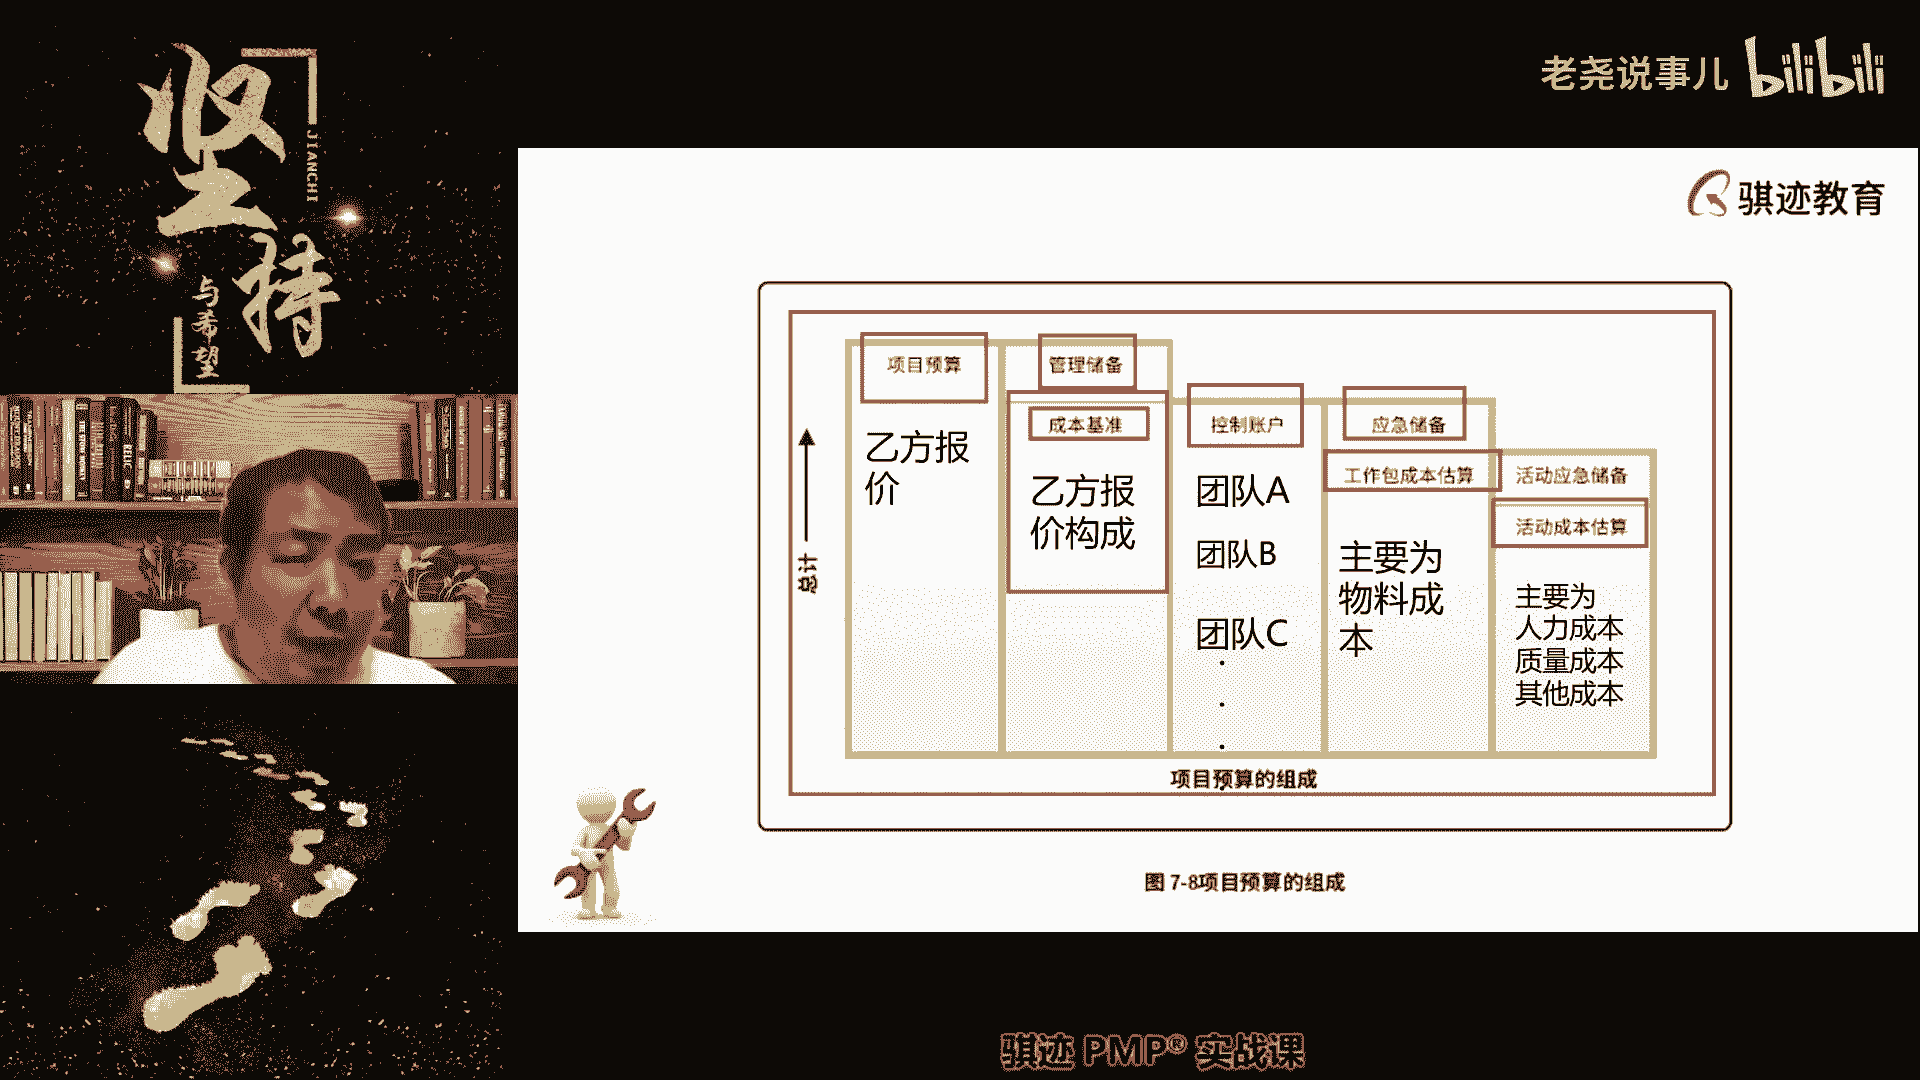 坚持
JIANCHI
与希望
老尧说事儿 bilibili
骐迹教育
项目预算
管理储备
成本基准
控制账户
应急储备
工作包成本估算
活动应急储备
活动成本估算
乙方报
价
乙方报
价构成
团队A
团队B
团队C
主要为
物料成
本
主要为
人力成本
质量成本
其他成本
总计
项目预算的组成
图 7-8项目预算的组成
骐迹 PMP® 实战课